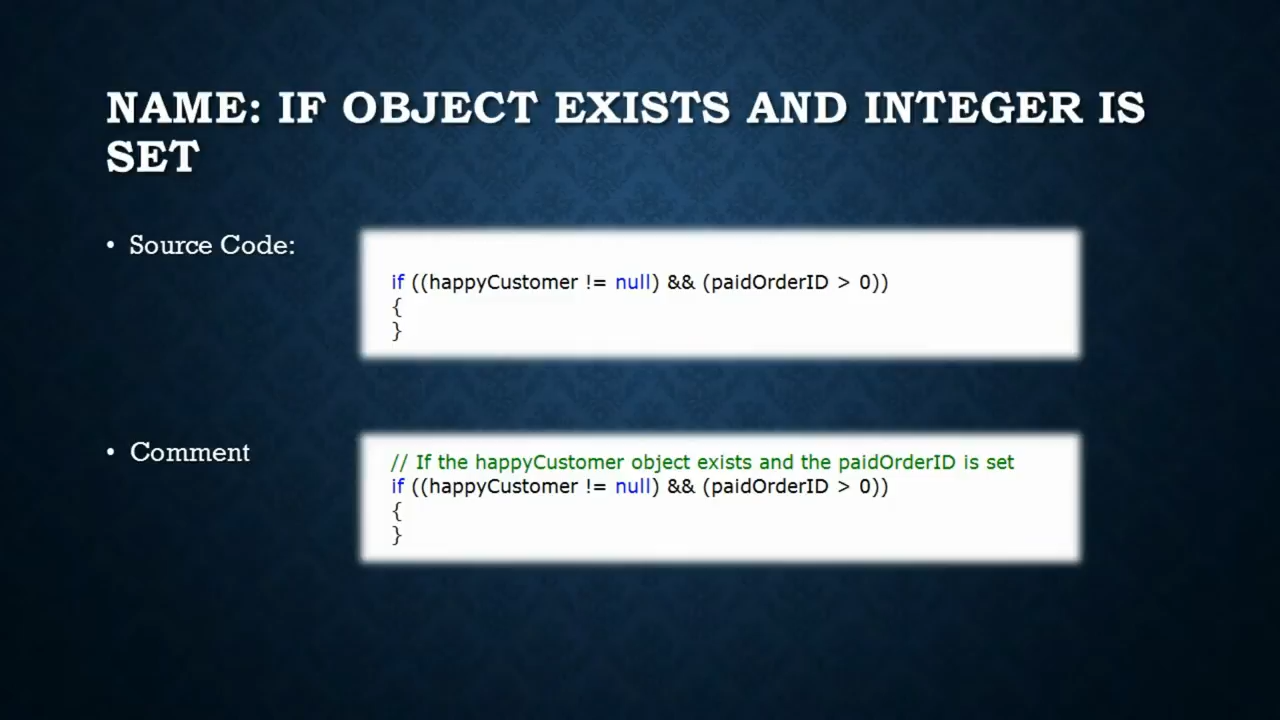 NAME: IF OBJECT EXISTS AND INTEGER IS
SET
• Source Code:
if ((happyCustomer != null) && (paidOrderID > 0))
{
}
• Comment
// If the happyCustomer object exists and the paidOrderID is set
if ((happyCustomer != null) && (paidOrderID > 0))
{
}